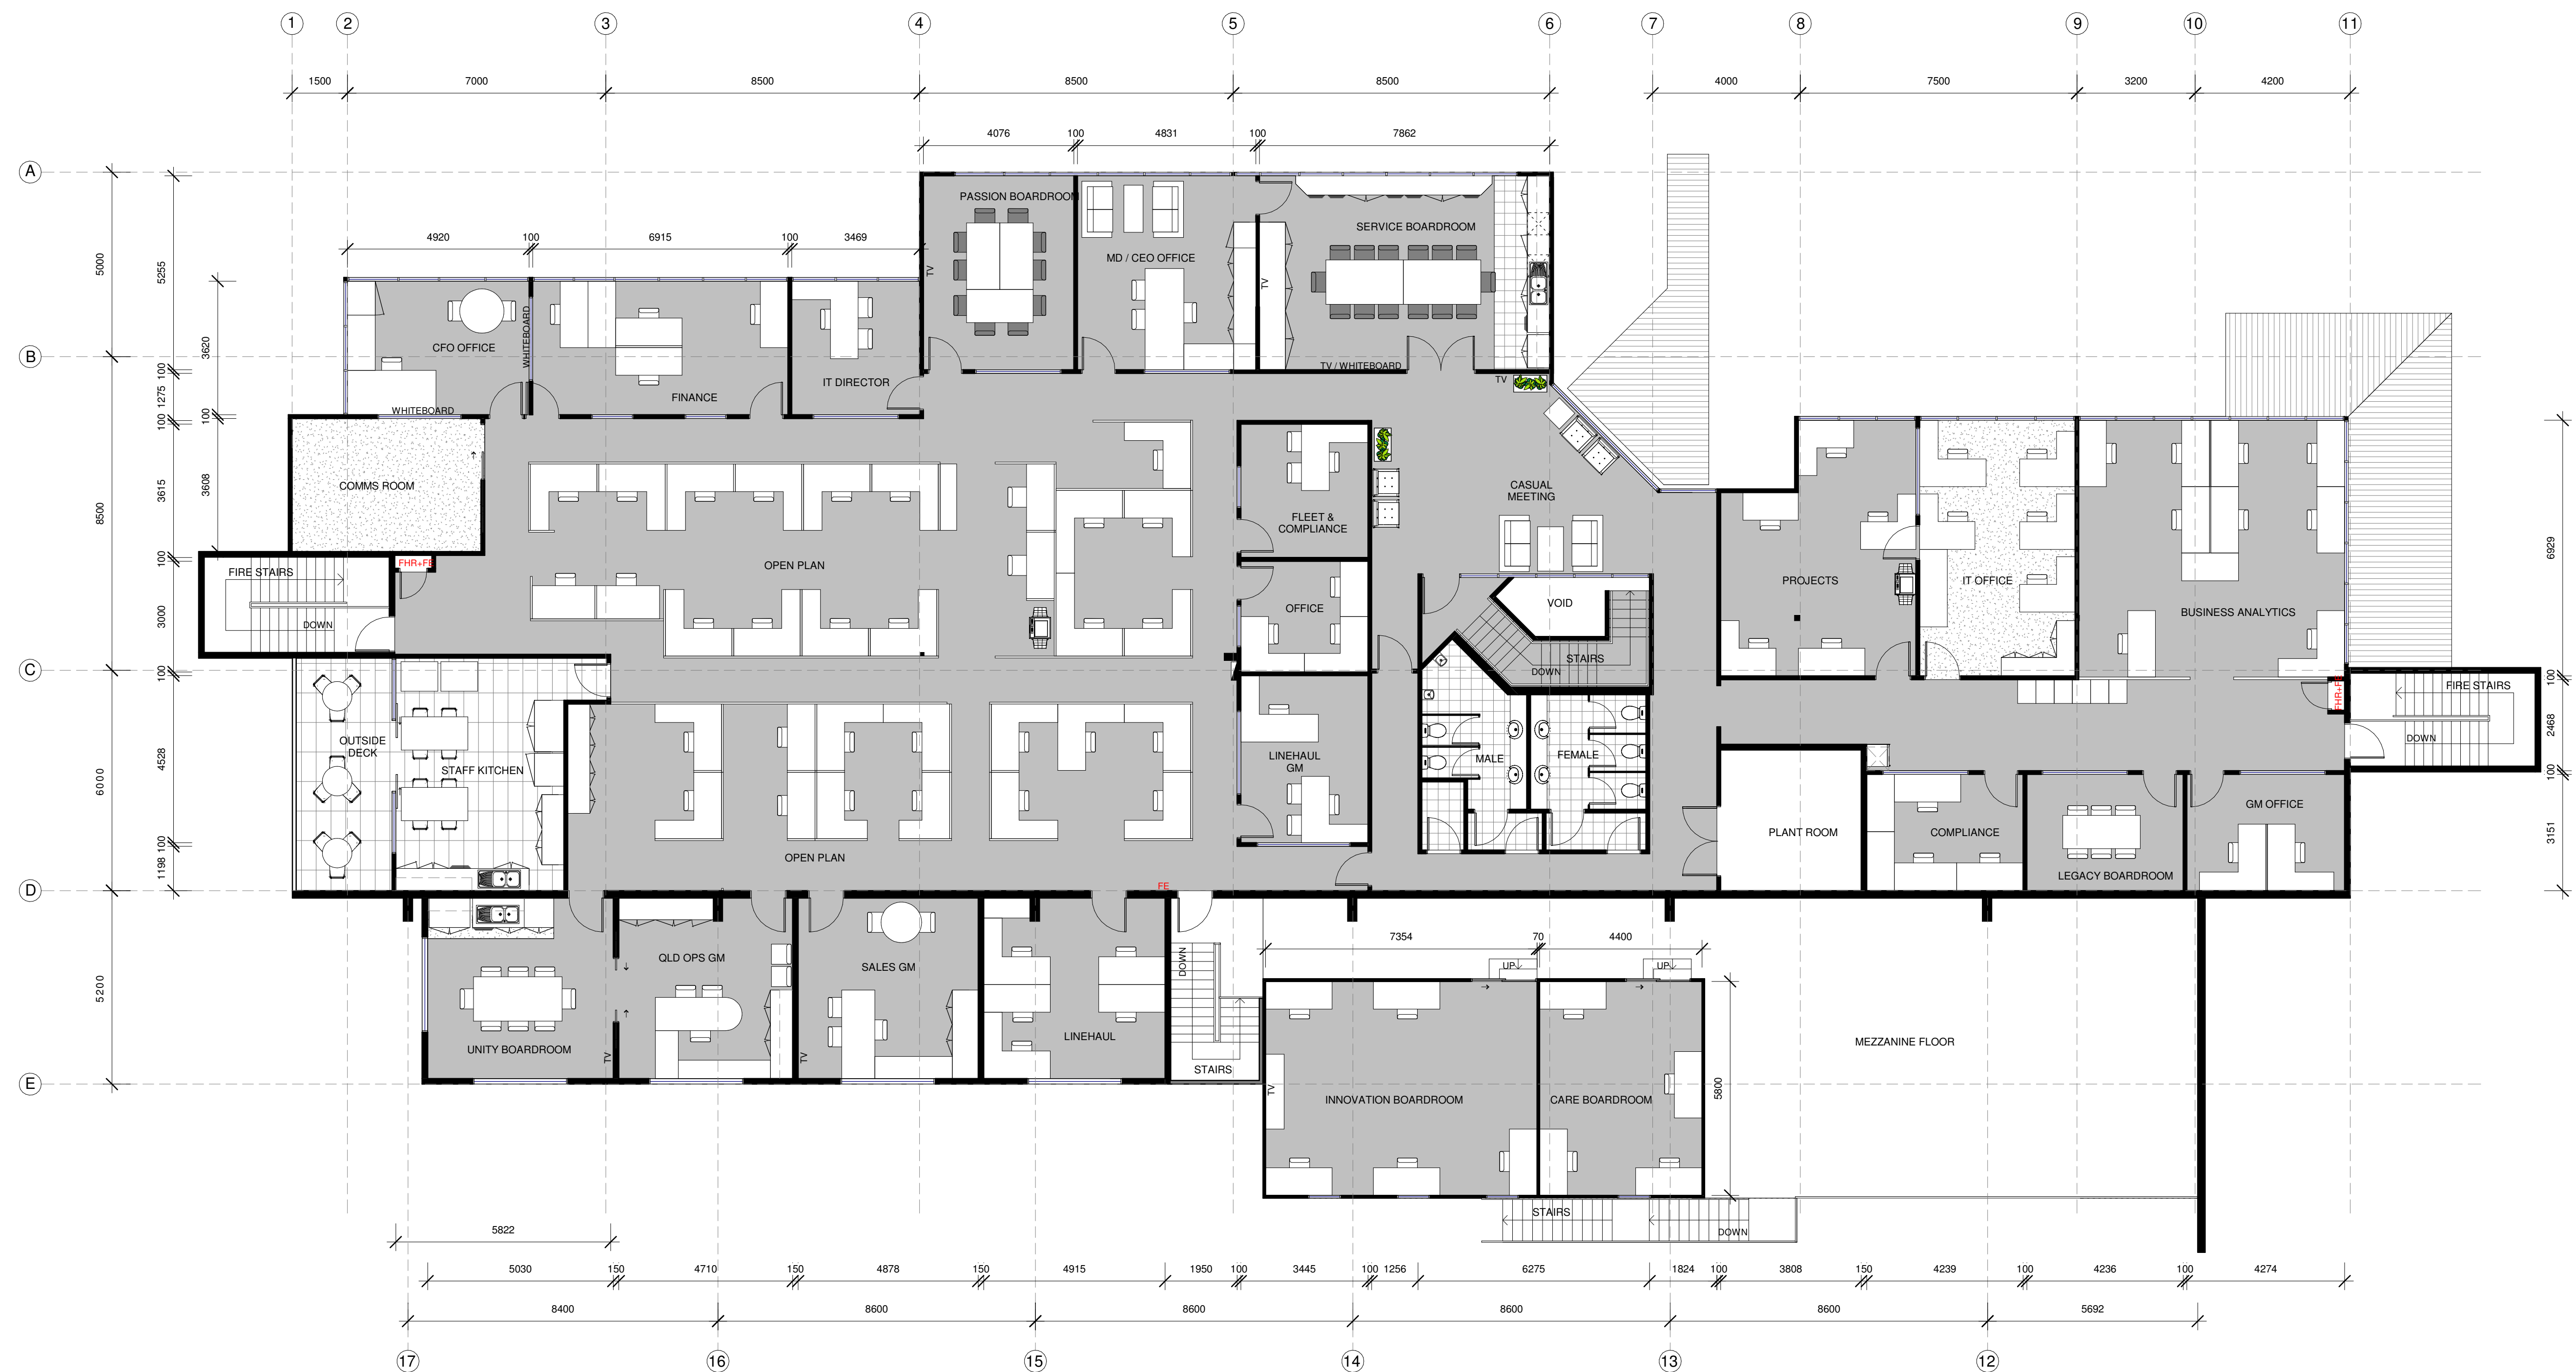 1 2 3 4 5 6 7 8 9 10 11
1500 7000 8500 8500 8500 4000 7500 3200 4200
4076 100 4831 100 7862
A
PASSION BOARDROOM
SERVICE BOARDROOM
4920 100 6915 100 3469
MD / CEO OFFICE
TV
TV
5000
5255
3620
WHITEBOARD
CFO OFFICE
B
TV / WHITEBOARD
TV
IT DIRECTOR
FINANCE
WHITEBOARD
100
1275
100
100
COMMS ROOM
3615
3608
8500
CASUAL
MEETING
FLEET &
COMPLIANCE
6929
100
FHR+FE
FIRE STAIRS
OPEN PLAN
PROJECTS
IT OFFICE
VOID
OFFICE
BUSINESS ANALYTICS
3000
DOWN
STAIRS
DOWN
C
100
FIRE STAIRS
100
FHR+FE
2468
DOWN
OUTSIDE
DECK
STAFF KITCHEN
LINEHAUL
GM
MALE
FEMALE
4528
6000
100
GM OFFICE
PLANT ROOM
COMPLIANCE
3151
100
1198
OPEN PLAN
LEGACY BOARDROOM
D
FE
7354 70 4400
QLD OPS GM
SALES GM
DOWN
UP
UP
5200
LINEHAUL
MEZZANINE FLOOR
UNITY BOARDROOM
TV
TV
STAIRS
E
TV
5800
INNOVATION BOARDROOM
CARE BOARDROOM
STAIRS
DOWN
5822
5030 150 4710 150 4878 150 4915 1950 100 3445 100 1256 6275 1824 100 3808 150 4239 100 4236 100 4274
8400 8600 8600 8600 8600 5692
17 16 15 14 13 12